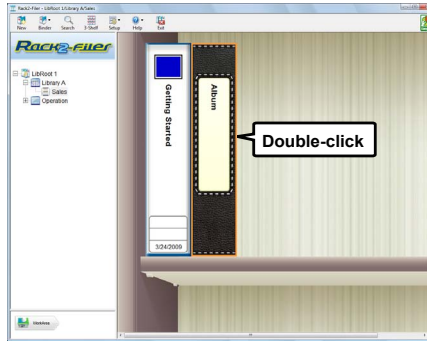 Rack2-Filer - LibRoot 1/Library A/Sales
New Binder Search 3-Shelf Setup Help Exit
Rack2-Filer
LibRoot 1
Library A
Sales
Operation
Getting Started
3/24/2009
Album
Double-click